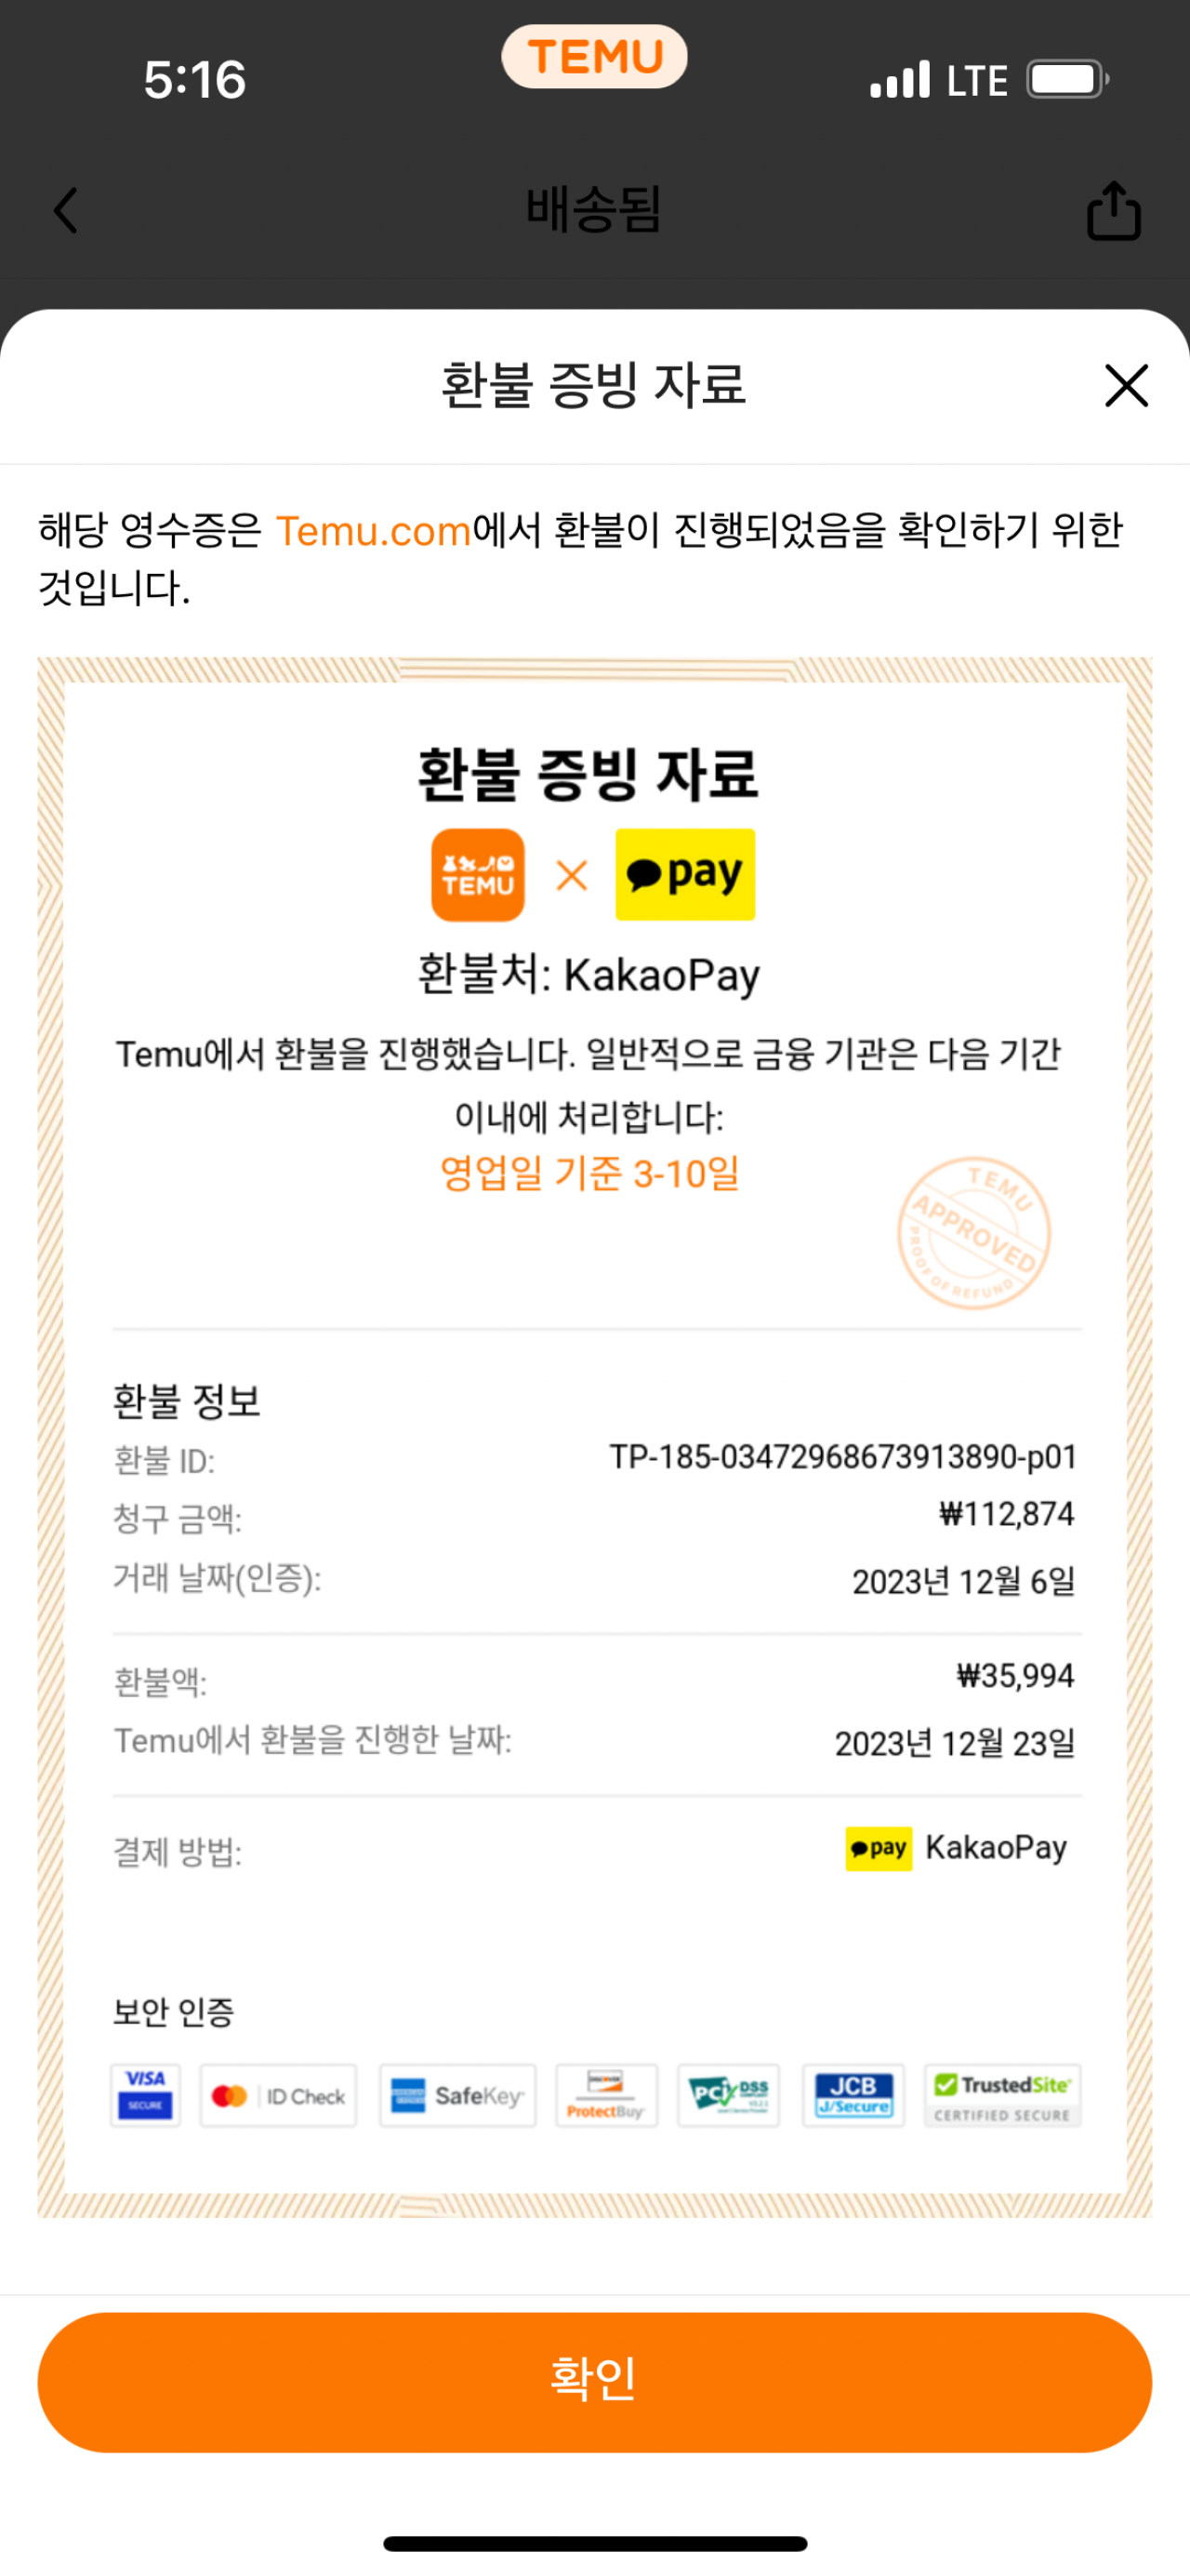 5:16
TEMU
LTE
배송됨
환불 증빙 자료
해당 영수증은 Temu.com에서 환불이 진행되었음을 확인하기 위한
것입니다.
환불 증빙 자료
TEMU
pay
환불처: KakaoPay
Temu에서 환불을 진행했습니다. 일반적으로 금융 기관은 다음 기간
이내에 처리합니다:
영업일 기준 3-10일
TEMU
APPROVED
PROOF OF REFUND
환불 정보
환불 ID: TP-185-03472968673913890-p01
청구 금액: ₩112,874
거래 날짜(인증): 2023년 12월 6일
환불액: ₩35,994
Temu에서 환불을 진행한 날짜: 2023년 12월 23일
결제 방법: pay KakaoPay
보안 인증
VISA
SECURE
ID Check
SafeKey
DISCOVER
ProtectBuy
PCI DSS
JCB
J/Secure
TrustedSite
CERTIFIED SECURE
확인